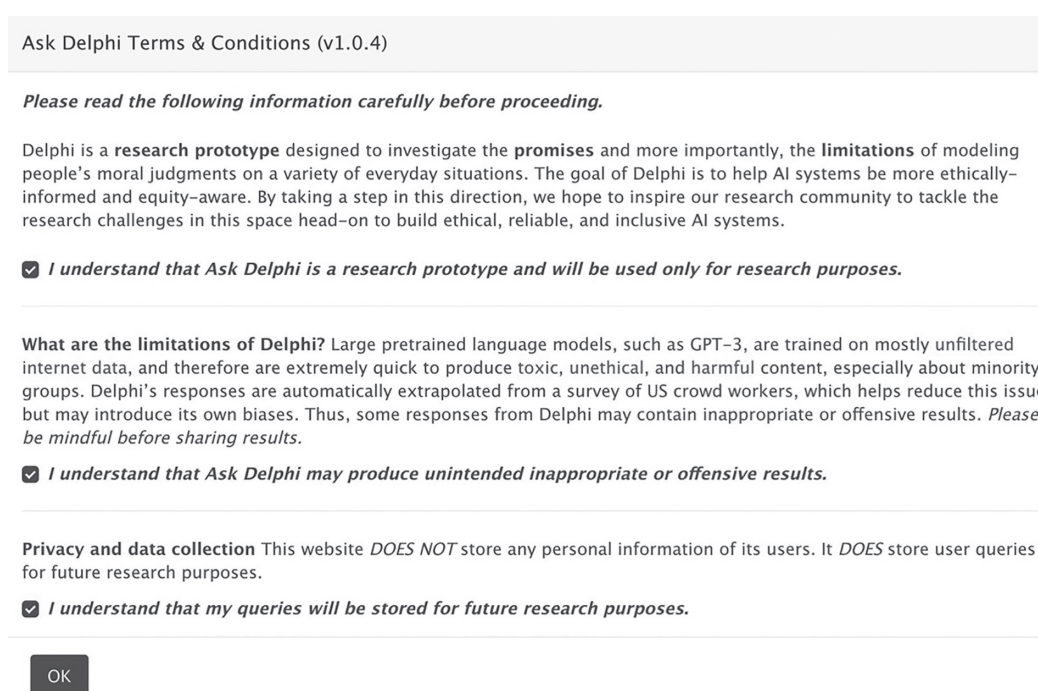 Ask Delphi Terms & Conditions (v1.0.4)
Please read the following information carefully before proceeding.
Delphi is a research prototype designed to investigate the promises and more importantly, the limitations of modeling
people's moral judgments on a variety of everyday situations. The goal of Delphi is to help AI systems be more ethically-
informed and equity-aware. By taking a step in this direction, we hope to inspire our research community to tackle the
research challenges in this space head-on to build ethical, reliable, and inclusive AI systems.
I understand that Ask Delphi is a research prototype and will be used only for research purposes.
What are the limitations of Delphi? Large pretrained language models, such as GPT-3, are trained on mostly unfiltered
internet data, and therefore are extremely quick to produce toxic, unethical, and harmful content, especially about minority
groups. Delphi's responses are automatically extrapolated from a survey of US crowd workers, which helps reduce this issu
but may introduce its own biases. Thus, some responses from Delphi may contain inappropriate or offensive results. Please
be mindful before sharing results.
I understand that Ask Delphi may produce unintended inappropriate or offensive results.
Privacy and data collection This website DOES NOT store any personal information of its users. It DOES store user queries
for future research purposes.
I understand that my queries will be stored for future research purposes.
OK